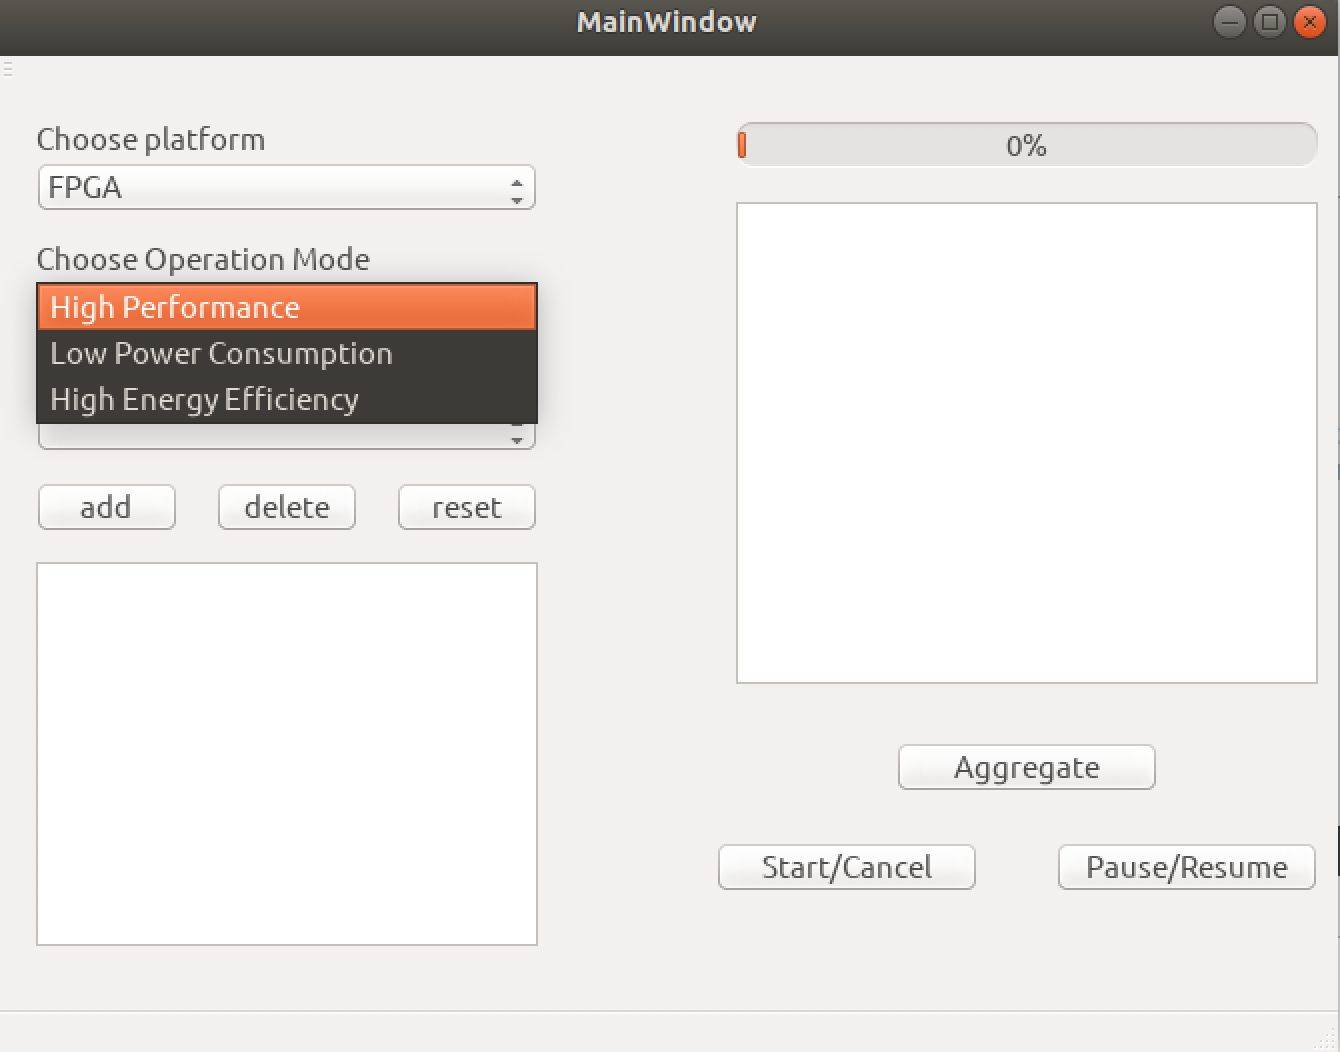 MainWindow
Choose platform
FPGA
Choose Operation Mode
High Performance
Low Power Consumption
High Energy Efficiency
add
delete
reset
0%
Aggregate
Start/Cancel
Pause/Resume